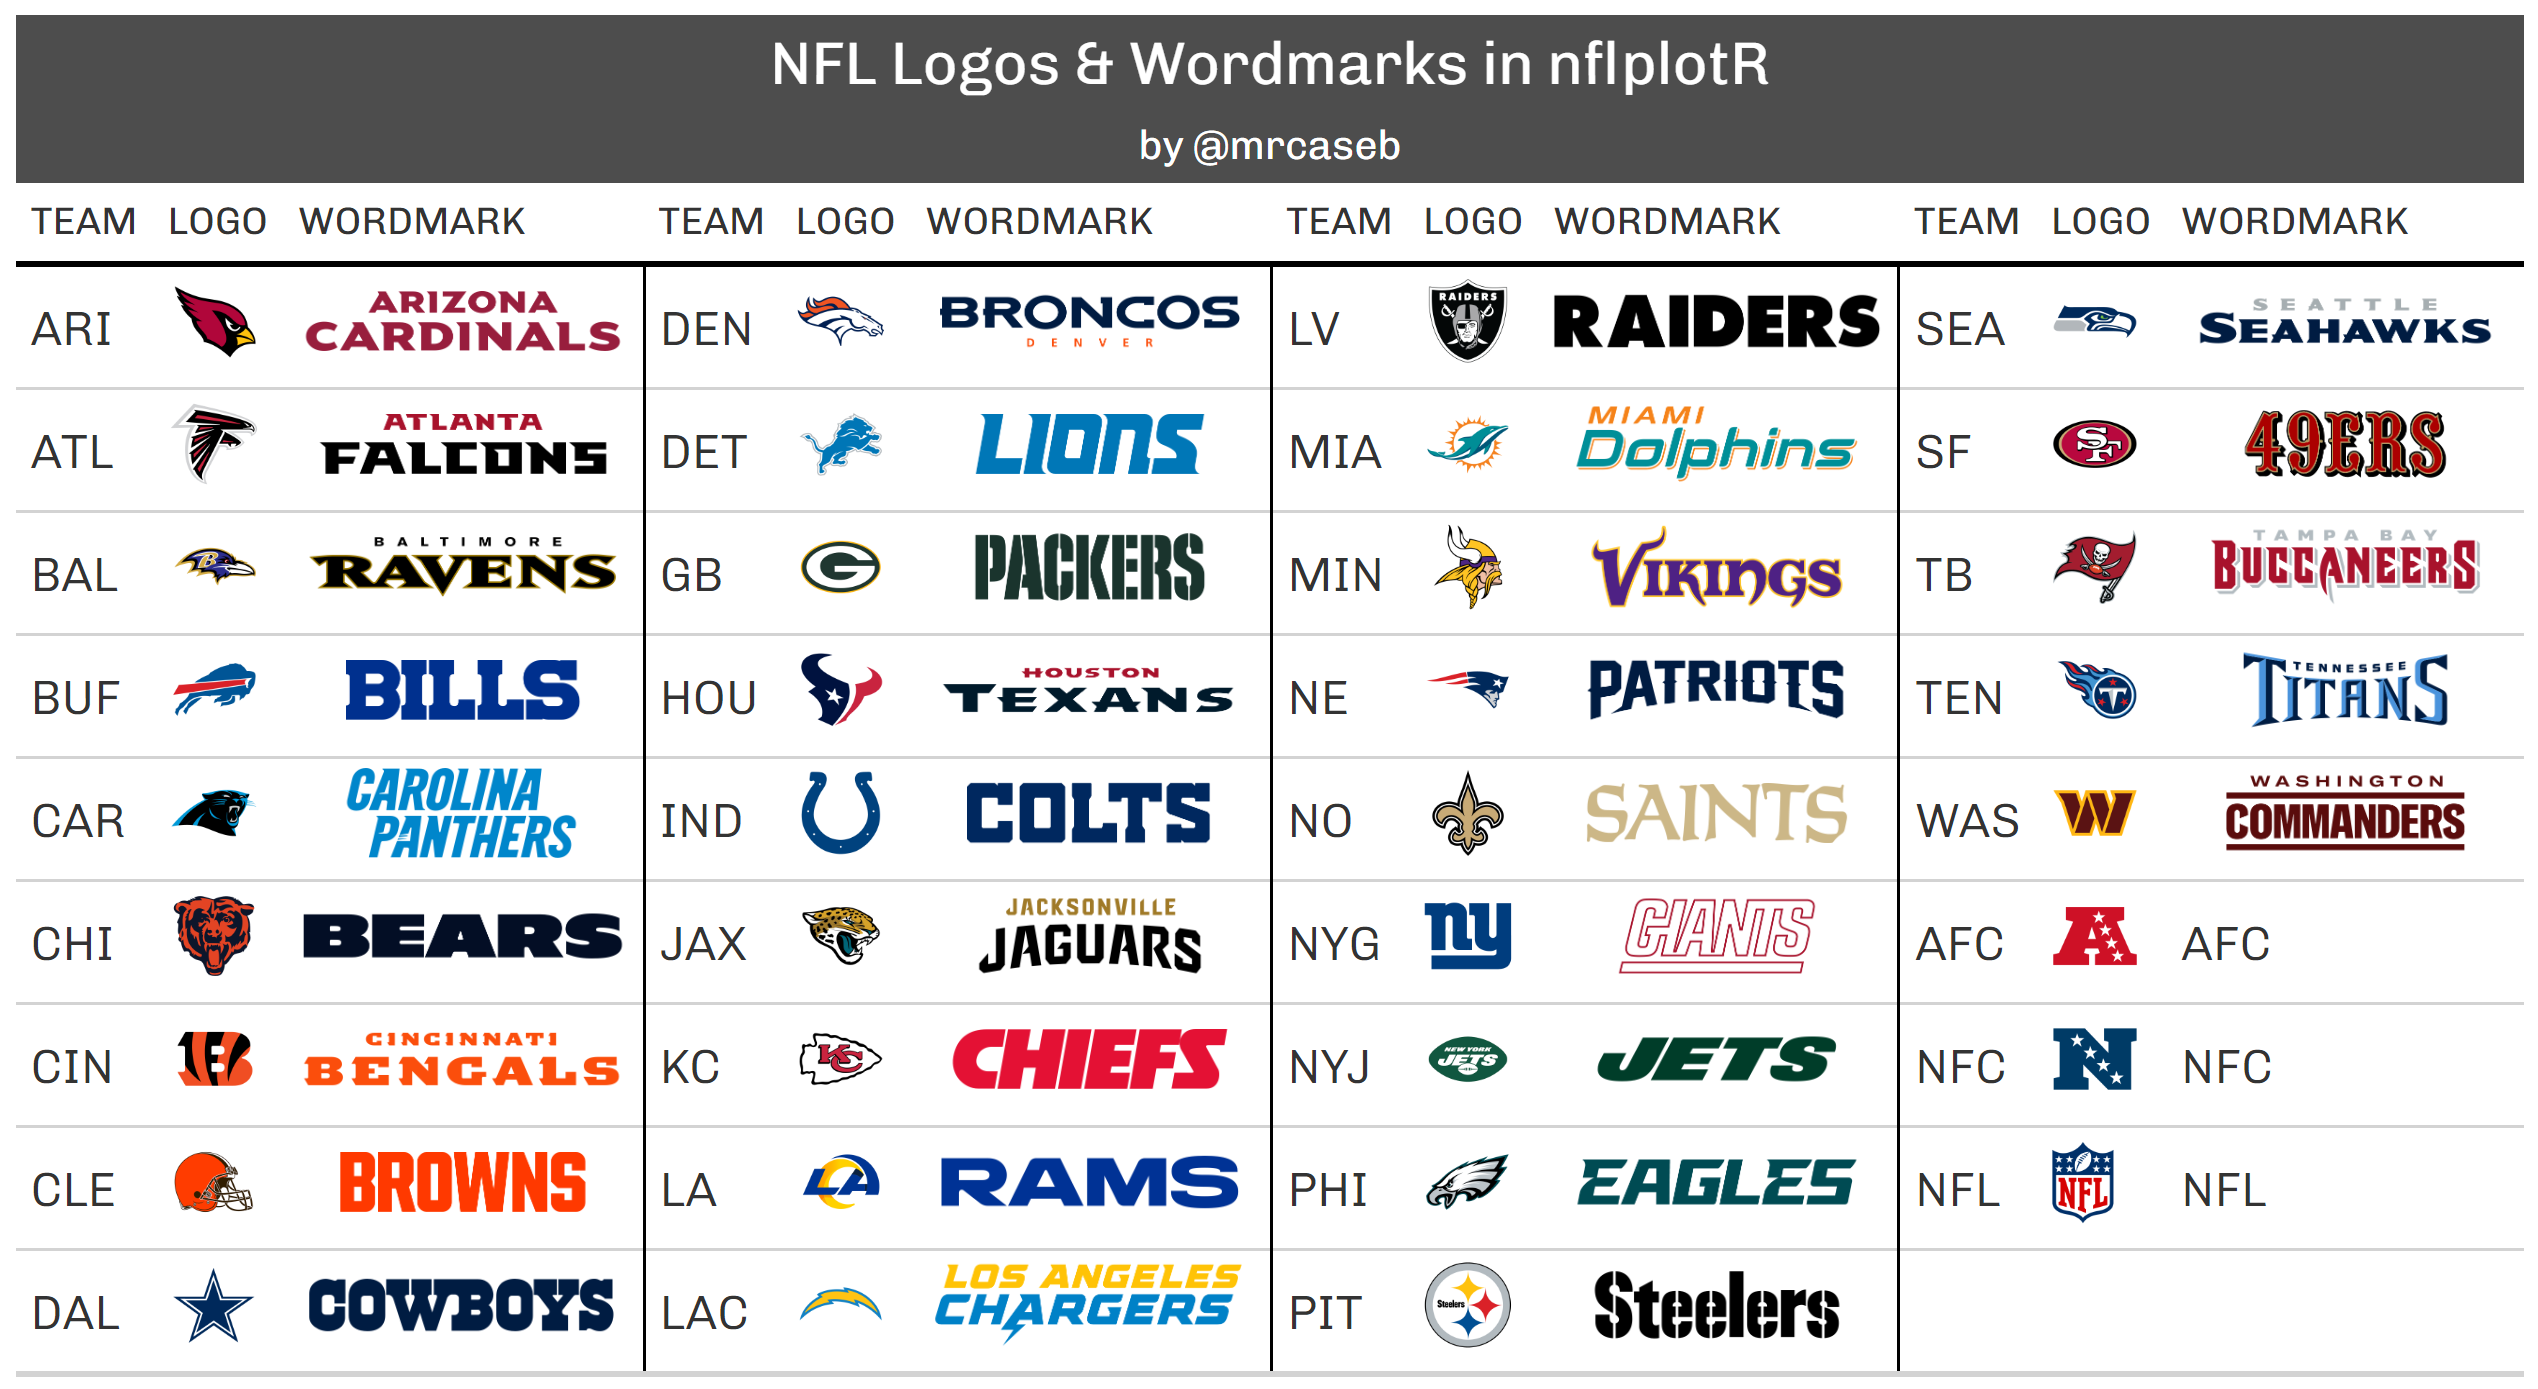 NFL Logos & Wordmarks in nflplotR
by @mrcaseb
TEAM LOGO WORDMARK TEAM LOGO WORDMARK TEAM LOGO WORDMARK TEAM LOGO WORDMARK
ARI
ARIZONA
CARDINALS
DEN
BRONCOS
DENVER
LV
RAIDERS
RAIDERS
SEA
SEATTLE
SEAHAWKS
ATL
ATLANTA
FALCONS
DET
LIONS
MIA
MIAMI
Dolphins
SF
SF
49ERS
BAL
B
BALTIMORE
RAVENS
GB
G
PACKERS
MIN
VIKINGS
TB
TAMPA BAY
BUCCANEERS
BUF
BILLS
HOU
HOUSTON
TEXANS
NE
PATRIOTS
TEN
T
TENNESSEE
TITANS
CAR
CAROLINA
PANTHERS
IND
COLTS
NO
SAINTS
WAS
W
WASHINGTON
COMMANDERS
CHI
BEARS
JAX
JACKSONVILLE
JAGUARS
NYG
ny
GIANTS
AFC
A
AFC
CIN
B
CINCINNATI
BENGALS
KC
KC
CHIEFS
NYJ
NEW YORK
JETS
JETS
NFC
N
NFC
CLE
BROWNS
LA
LA
RAMS
PHI
EAGLES
NFL
NFL
NFL
DAL
COWBOYS
LAC
LOS ANGELES
CHARGERS
PIT
Steelers
Steelers